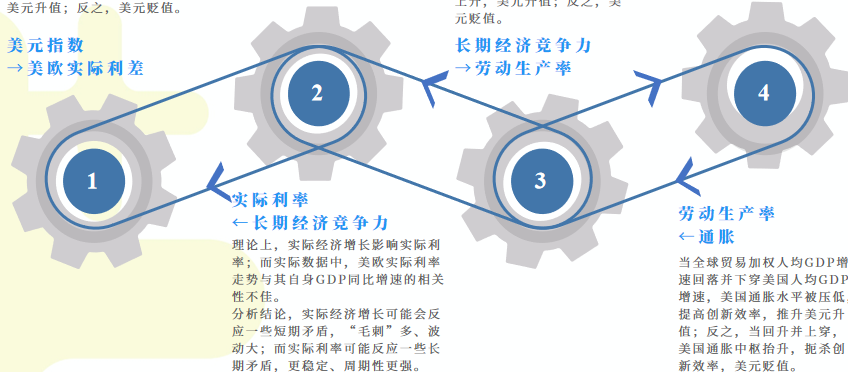 美元升值；反之，美元贬值。
美元指数
→美欧实际利差
1
2
实际利率
←长期经济竞争力
理论上，实际经济增长影响实际利
率；而实际数据中，美欧实际利率
走势与其自身GDP同比增速的相关
性不佳。
分析结论，实际经济增长可能会反
应一些短期矛盾，“毛刺”多、波
动大；而实际利率可能反应一些长
期矛盾，更稳定、周期性更强。
上升，美元升值；反之，美
元贬值。
长期经济竞争力
→劳动生产率
3
4
劳动生产率
←通胀
当全球贸易加权人均GDP增
速回落并下穿美国人均GDP
增速，美国通胀水平被压低，
提高创新效率，推升美元升
值；反之，当回升并上穿，
美国通胀中枢抬升，扼杀创
新效率，美元贬值。